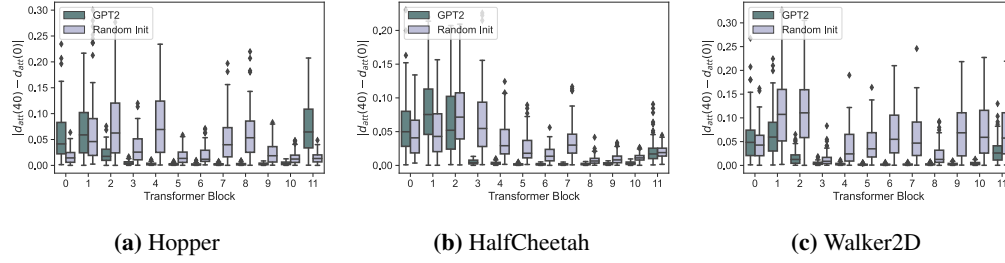 GPT2
Random Init
0.30
0.25
0.20
0.15
0.10
0.05
0.00
|d_att(40) − d_att(0)|
0 1 2 3 4 5 6 7 8 9 10 11
Transformer Block
(a) Hopper
GPT2
Random Init
0.20
0.15
0.10
0.05
0.00
|d_att(40) − d_att(0)|
0 1 2 3 4 5 6 7 8 9 10 11
Transformer Block
(b) HalfCheetah
GPT2
Random Init
0.30
0.25
0.20
0.15
0.10
0.05
0.00
|d_att(40) − d_att(0)|
0 1 2 3 4 5 6 7 8 9 10 11
Transformer Block
(c) Walker2D